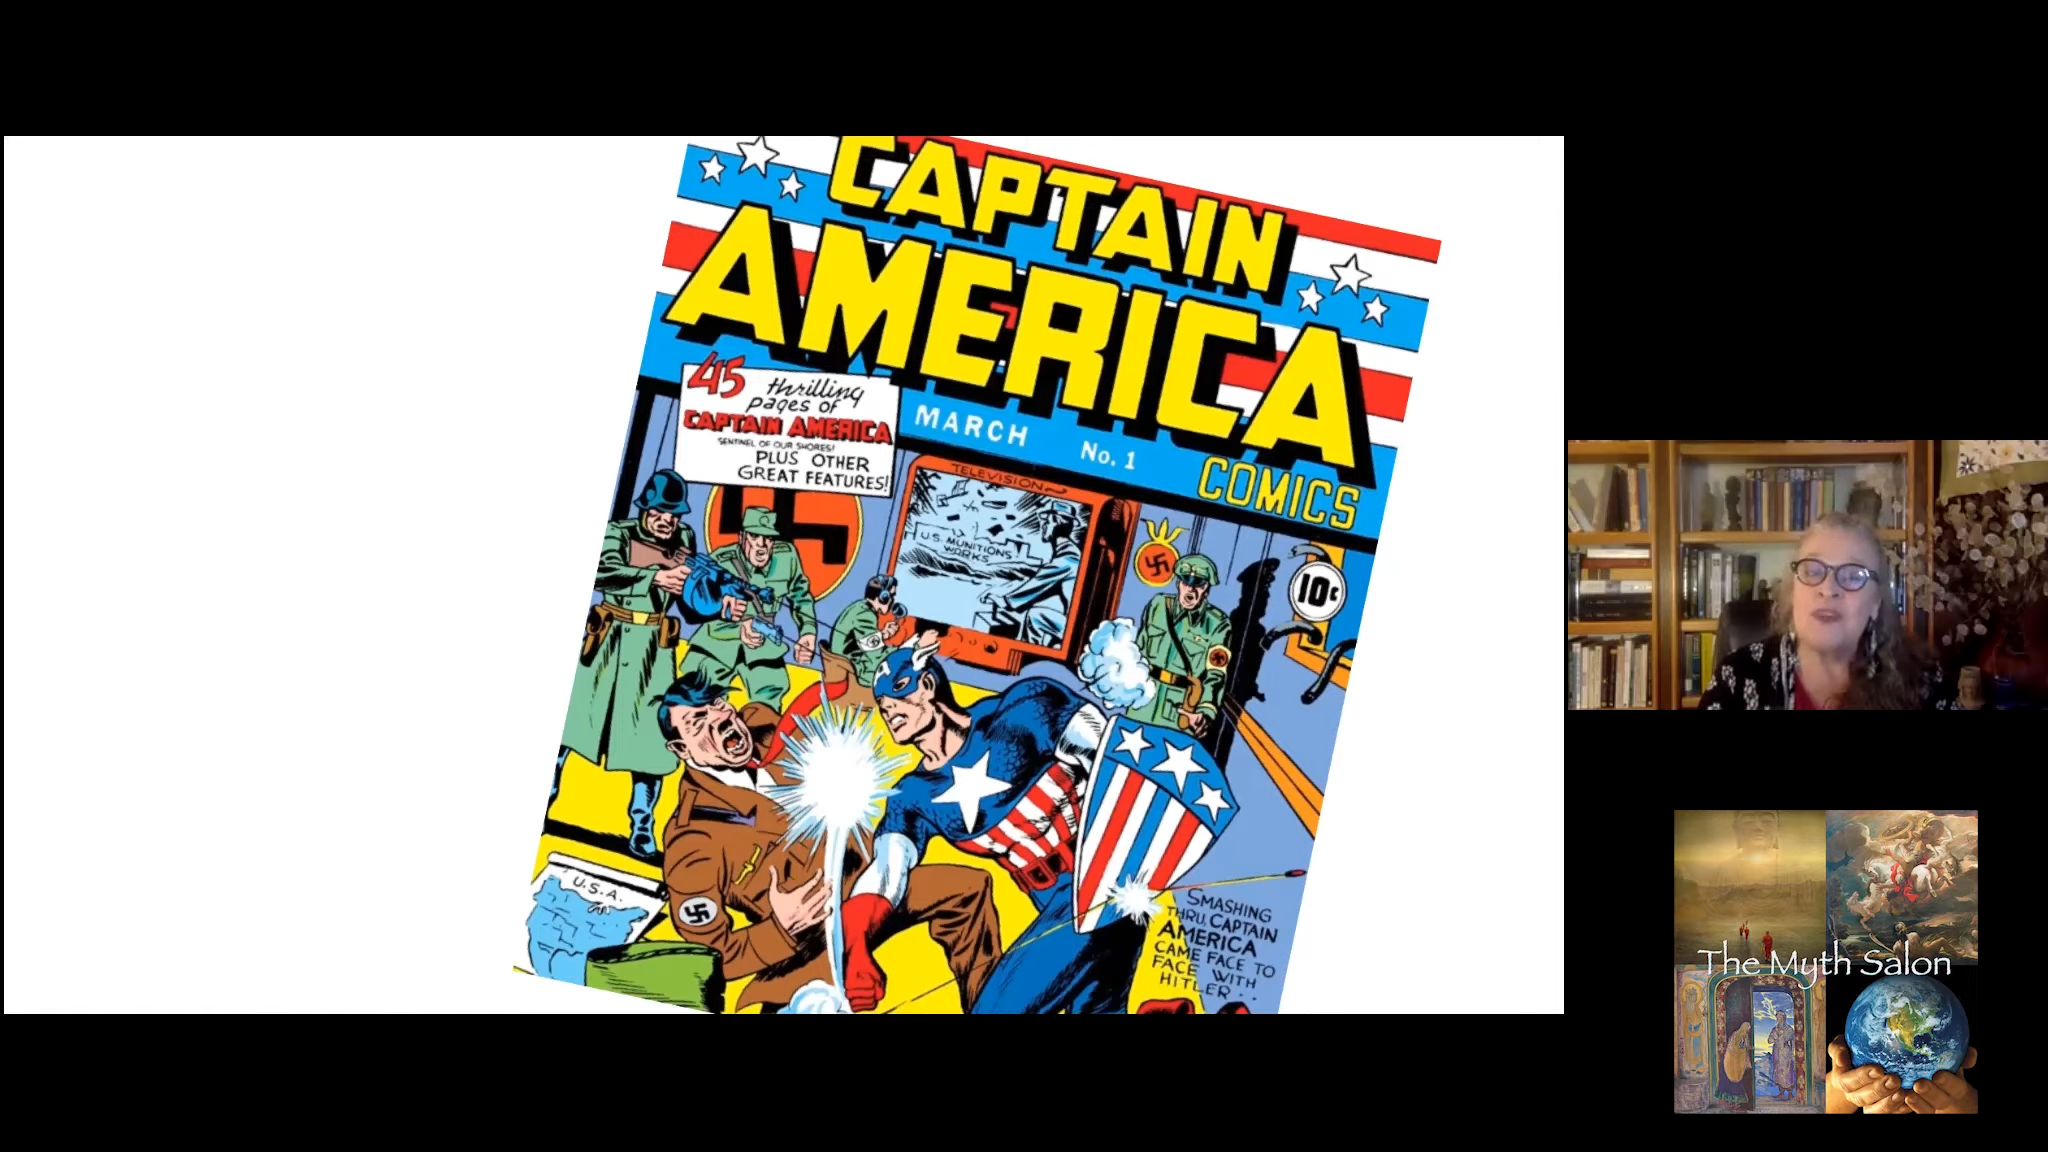 CAPTAIN
AMERICA
COMICS
MARCH No. 1
45 thrilling
pages of
CAPTAIN AMERICA
SENTINEL OF OUR SHORES!
PLUS OTHER
GREAT FEATURES!
TELEVISION
U.S. MUNITIONS
WORKS
10¢
U.S.A.
SMASHING
THRU, CAPTAIN
AMERICA
CAME FACE TO
FACE WITH
HITLER . .
The Myth Salon